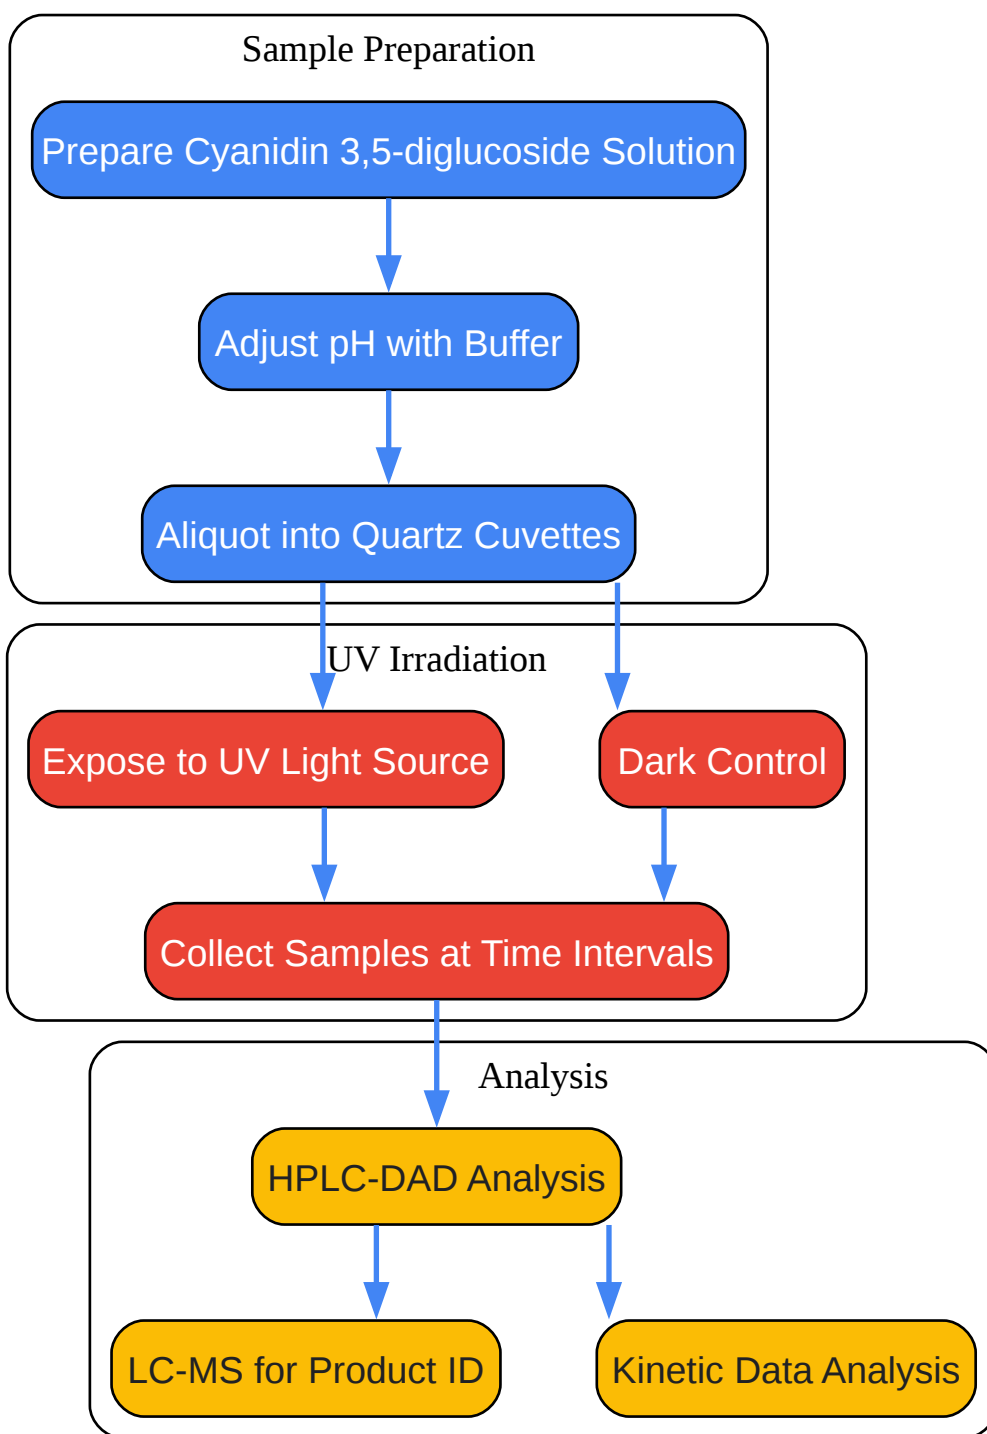 Sample Preparation
Prepare Cyanidin 3,5-diglucoside Solution
Adjust pH with Buffer
Aliquot into Quartz Cuvettes
UV Irradiation
Expose to UV Light Source
Dark Control
Collect Samples at Time Intervals
Analysis
HPLC-DAD Analysis
LC-MS for Product ID
Kinetic Data Analysis